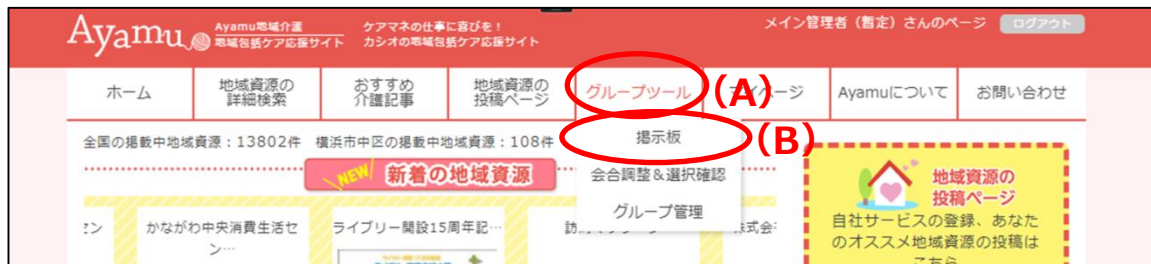 Ayamu
Ayamu地域介護
地域包括ケア応援サイト
ケアマネの仕事に喜びを!
カシオの地域包括ケア応援サイト
メイン管理者(暫定)さんのページ
ログアウト
ホーム
地域資源の
詳細検索
おすすめ
介護記事
地域資源の
投稿ページ
グループツール
(A)
イページ
Ayamuについて
お問い合わせ
全国の掲載中地域資源:13802件 横浜市中区の掲載中地域資源:108件
掲示板
(B)
会合調整&選択確認
グループ管理
NEW 新着の地域資源
地域資源の
投稿ページ
自社サービスの登録、あなた
のオススメ地域資源の投稿は
こちら
セン
かながわ中央消費生活セ
ン…
ライブリー開設15周年記…
株式会